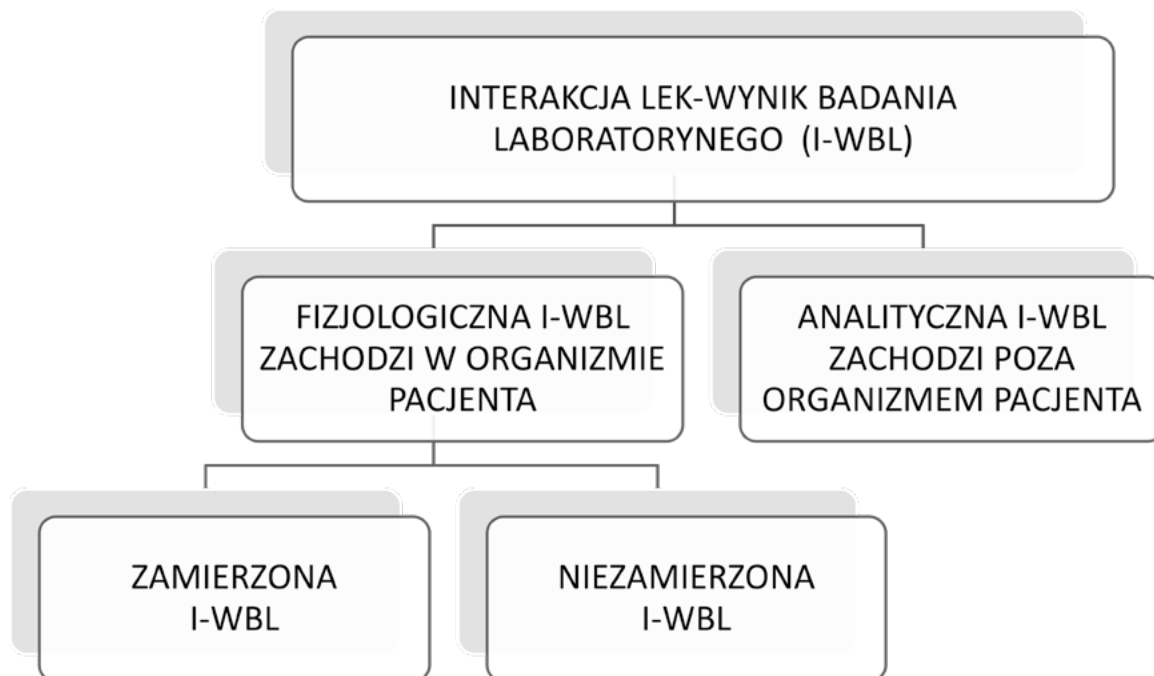 INTERAKCJA LEK-WYNIK BADANIA
LABORATORYNEGO (I-WBL)
FIZJOLOGICZNA I-WBL
ZACHODZI W ORGANIZMIE
PACJENTA
ANALITYCZNA I-WBL
ZACHODZI POZA
ORGANIZMEM PACJENTA
ZAMIERZONA
I-WBL
NIEZAMIERZONA
I-WBL